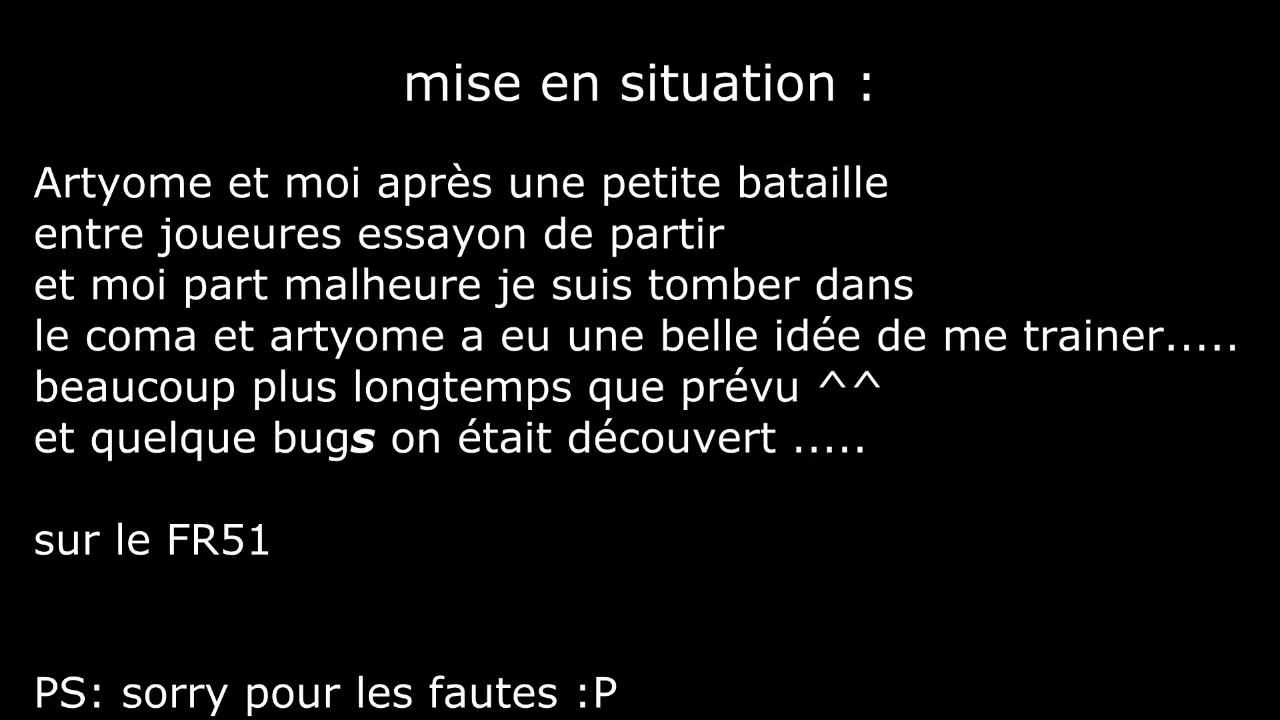 mise en situation :
Artyome et moi après une petite bataille
entre joueures essayon de partir
et moi part malheure je suis tomber dans
le coma et artyome a eu une belle idée de me trainer.....
beaucoup plus longtemps que prévu ^^
et quelque bugs on était découvert .....
sur le FR51
PS: sorry pour les fautes :P